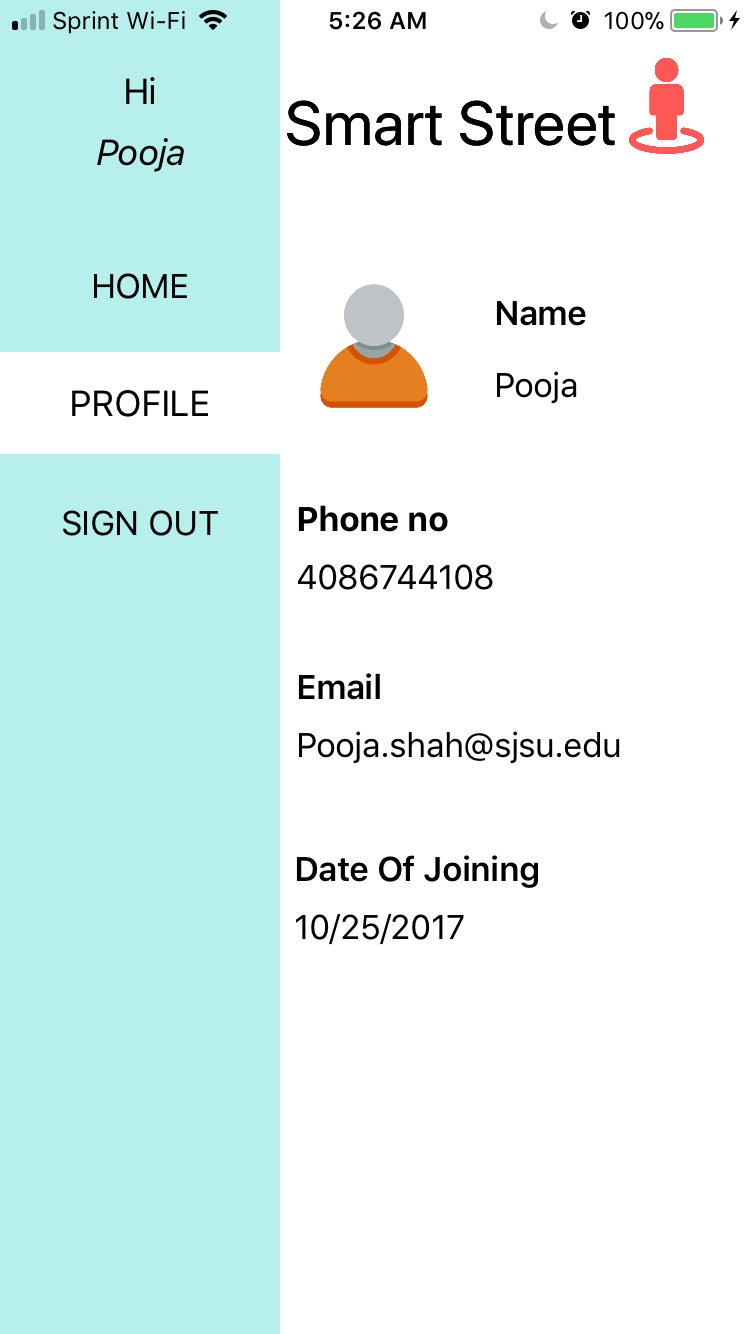 Sprint Wi-Fi 5:26 AM 100%
Hi
Pooja
HOME
PROFILE
SIGN OUT
Smart Street
Name
Pooja
Phone no
4086744108
Email
Pooja.shah@sjsu.edu
Date Of Joining
10/25/2017